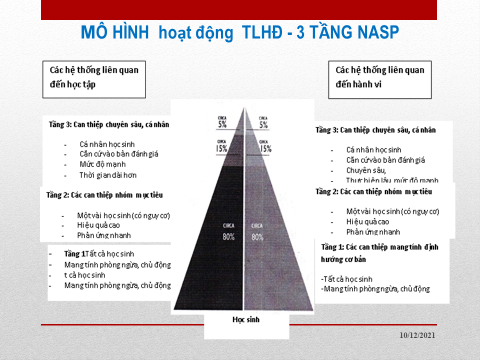 MÔ HÌNH hoạt động TLHĐ - 3 TẦNG NASP
Các hệ thống liên quan
đến học tập
Các hệ thống liên quan
đến hành vi
Tầng 3: Can thiệp chuyên sâu, cá nhân
- Cá nhân học sinh
- Căn cứ vào bản đánh giá
- Mức độ mạnh
- Thời gian dài hơn
Tầng 2: Các can thiệp nhóm mục tiêu
- Một vài học sinh (có nguy cơ)
- Hiệu quả cao
- Phản ứng nhanh
- Tầng 1Tất cả học sinh
- Mang tính phòng ngừa, chủ động
t cả học sinh
- Mang tính phòng ngừa, chủ động
CIRCA
5%
CIRCA
5%
CIRCA
15%
CIRCA
15%
CIRCA
80%
CIRCA
80%
Tầng 3: Can thiệp chuyên sâu, cá nhân
- Cá nhân học sinh
- Căn cứ vào bản đánh giá
- Chuyên sâu,
- Thực hiện lâu, mức độ mạnh
Tầng 2: Các can thiệp nhóm mục tiêu
- Một vài học sinh (có nguy cơ)
- Hiệu quả cao
- Phản ứng nhanh
Tầng 1: Các can thiệp mang tính định
hướng cơ bản
-Tất cả học sinh
-Mang tính phòng ngừa, chủ động
Học sinh
10/12/2021